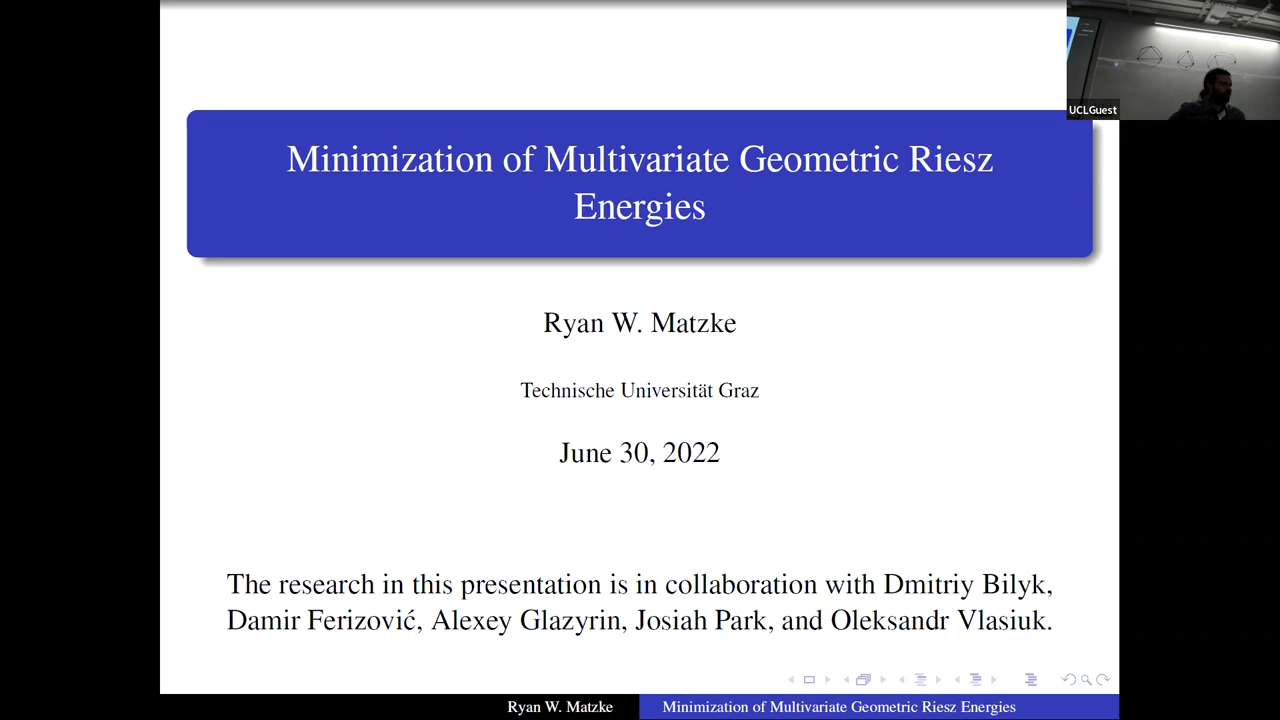 Minimization of Multivariate Geometric Riesz
Energies
UCLGuest
Ryan W. Matzke
Technische Universität Graz
June 30, 2022
The research in this presentation is in collaboration with Dmitriy Bilyk,
Damir Ferizović, Alexey Glazyrin, Josiah Park, and Oleksandr Vlasiuk.
Ryan W. Matzke
Minimization of Multivariate Geometric Riesz Energies